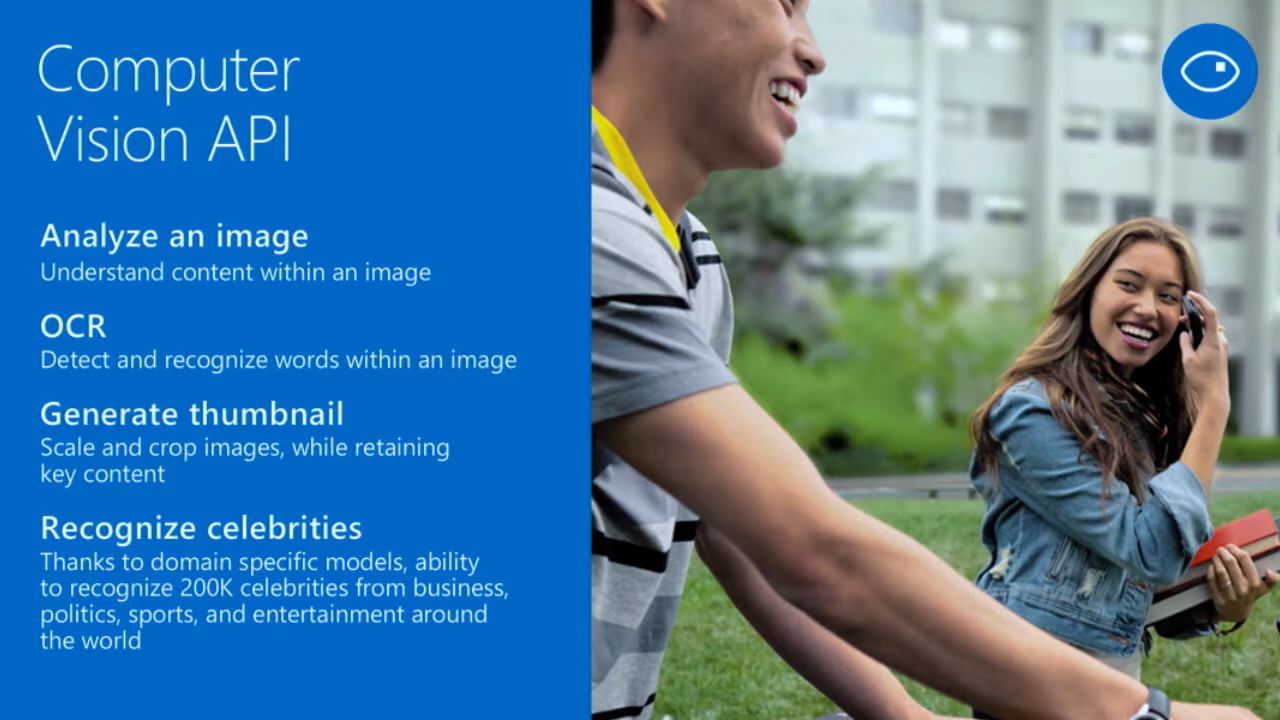 Computer
Vision API
Analyze an image
Understand content within an image
OCR
Detect and recognize words within an image
Generate thumbnail
Scale and crop images, while retaining
key content
Recognize celebrities
Thanks to domain specific models, ability
to recognize 200K celebrities from business,
politics, sports, and entertainment around
the world